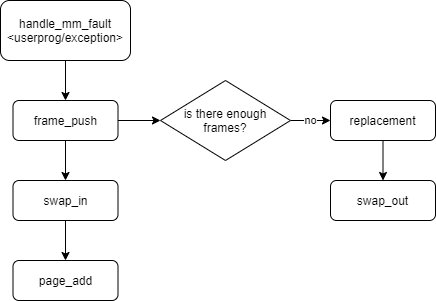 handle_mm_fault
<userprog/exception>
frame_push
is there enough
frames?
no
replacement
swap_in
swap_out
page_add